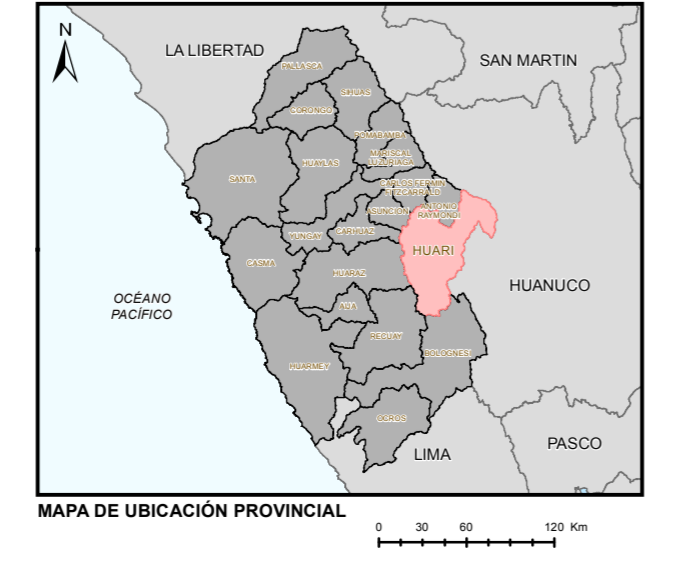 N
LA LIBERTAD
SAN MARTIN
PALLASCA
SIHUAS
CORONGO
POMABAMBA
MARISCAL
LUZURIAGA
HUAYLAS
SANTA
CARLOS FERMIN
FITZCARRALD
ANTONIO
RAYMONDI
ASUNCION
CARHUAZ
YUNGAY
HUARI
CASMA
HUARAZ
HUANUCO
OCÉANO
PACÍFICO
AIJA
RECUAY
BOLOGNESI
HUARMEY
OCROS
LIMA
PASCO
MAPA DE UBICACIÓN PROVINCIAL
0 30 60 120 Km